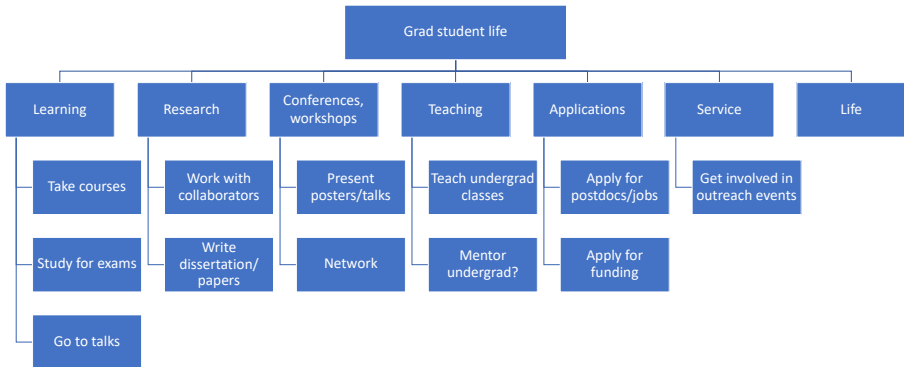 Grad student life
Learning
Research
Conferences,
workshops
Teaching
Applications
Service
Life
Take courses
Study for exams
Go to talks
Work with
collaborators
Write
dissertation/
papers
Present
posters/talks
Network
Teach undergrad
classes
Mentor
undergrad?
Apply for
postdocs/jobs
Apply for
funding
Get involved in
outreach events